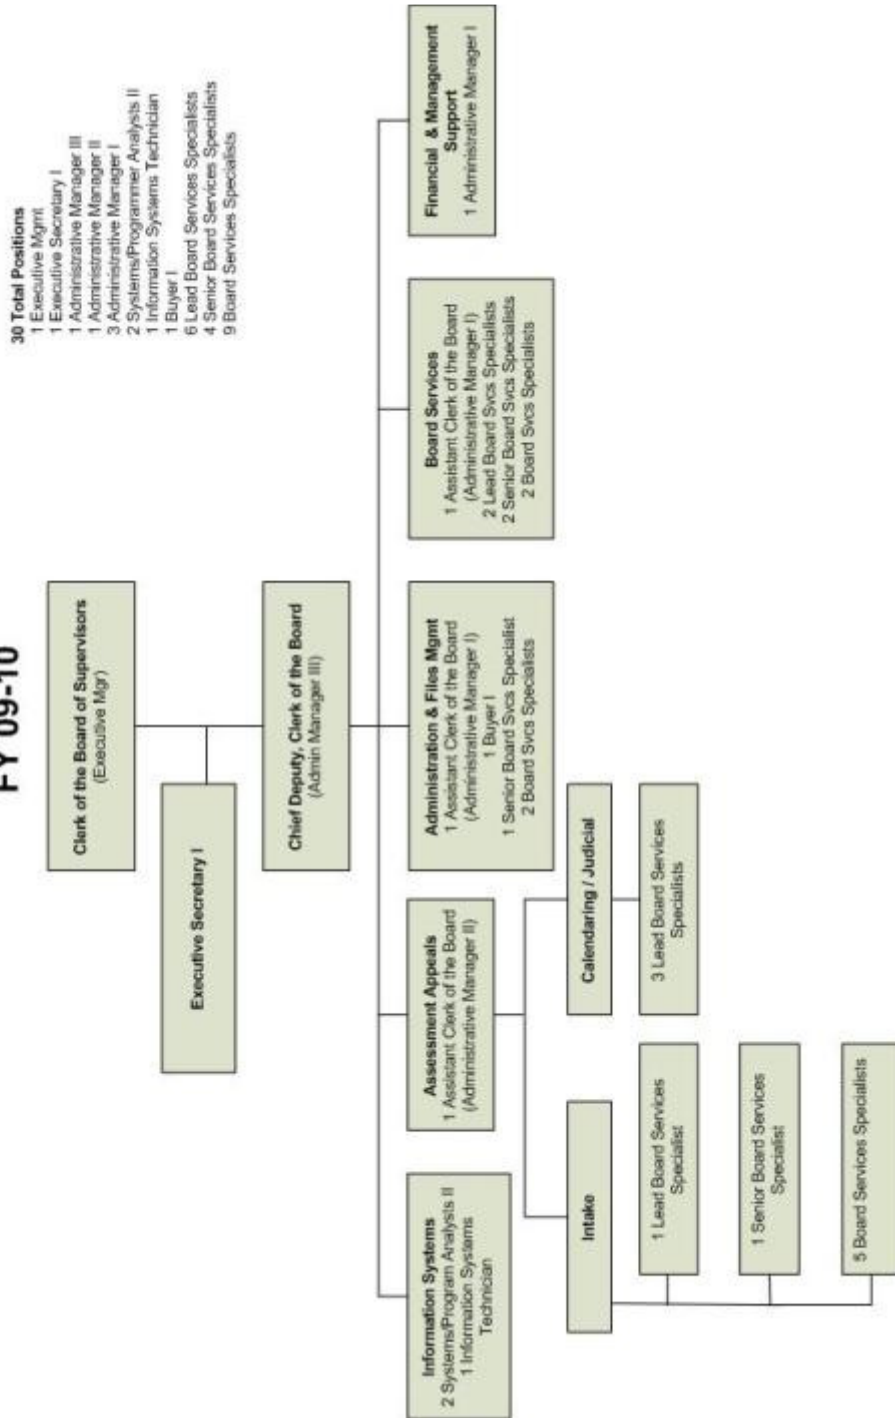 FY 09-10
30 Total Positions
1 Executive Mgmt
1 Executive Secretary I
1 Administrative Manager III
1 Administrative Manager II
3 Administrative Manager I
2 Systems/Programmer Analysts II
1 Information Systems Technician
1 Buyer I
6 Lead Board Services Specialists
4 Senior Board Services Specialists
9 Board Services Specialists
Clerk of the Board of Supervisors
(Executive Mgr)
Executive Secretary I
Chief Deputy, Clerk of the Board
(Admin Manager III)
Information Systems
2 Systems/Program Analysts II
1 Information Systems
Technician
Assessment Appeals
1 Assistant Clerk of the Board
(Administrative Manager II)
Administration & Files Mgmt
1 Assistant Clerk of the Board
(Administrative Manager I)
1 Buyer I
1 Senior Board Svcs Specialist
2 Board Svcs Specialists
Board Services
1 Assistant Clerk of the Board
(Administrative Manager I)
2 Lead Board Svcs Specialists
2 Senior Board Svcs Specialists
2 Board Svcs Specialists
Financial & Management
Support
1 Administrative Manager I
Intake
1 Lead Board Services
Specialist
1 Senior Board Services
Specialist
5 Board Services Specialists
Calendaring / Judicial
3 Lead Board Services
Specialists